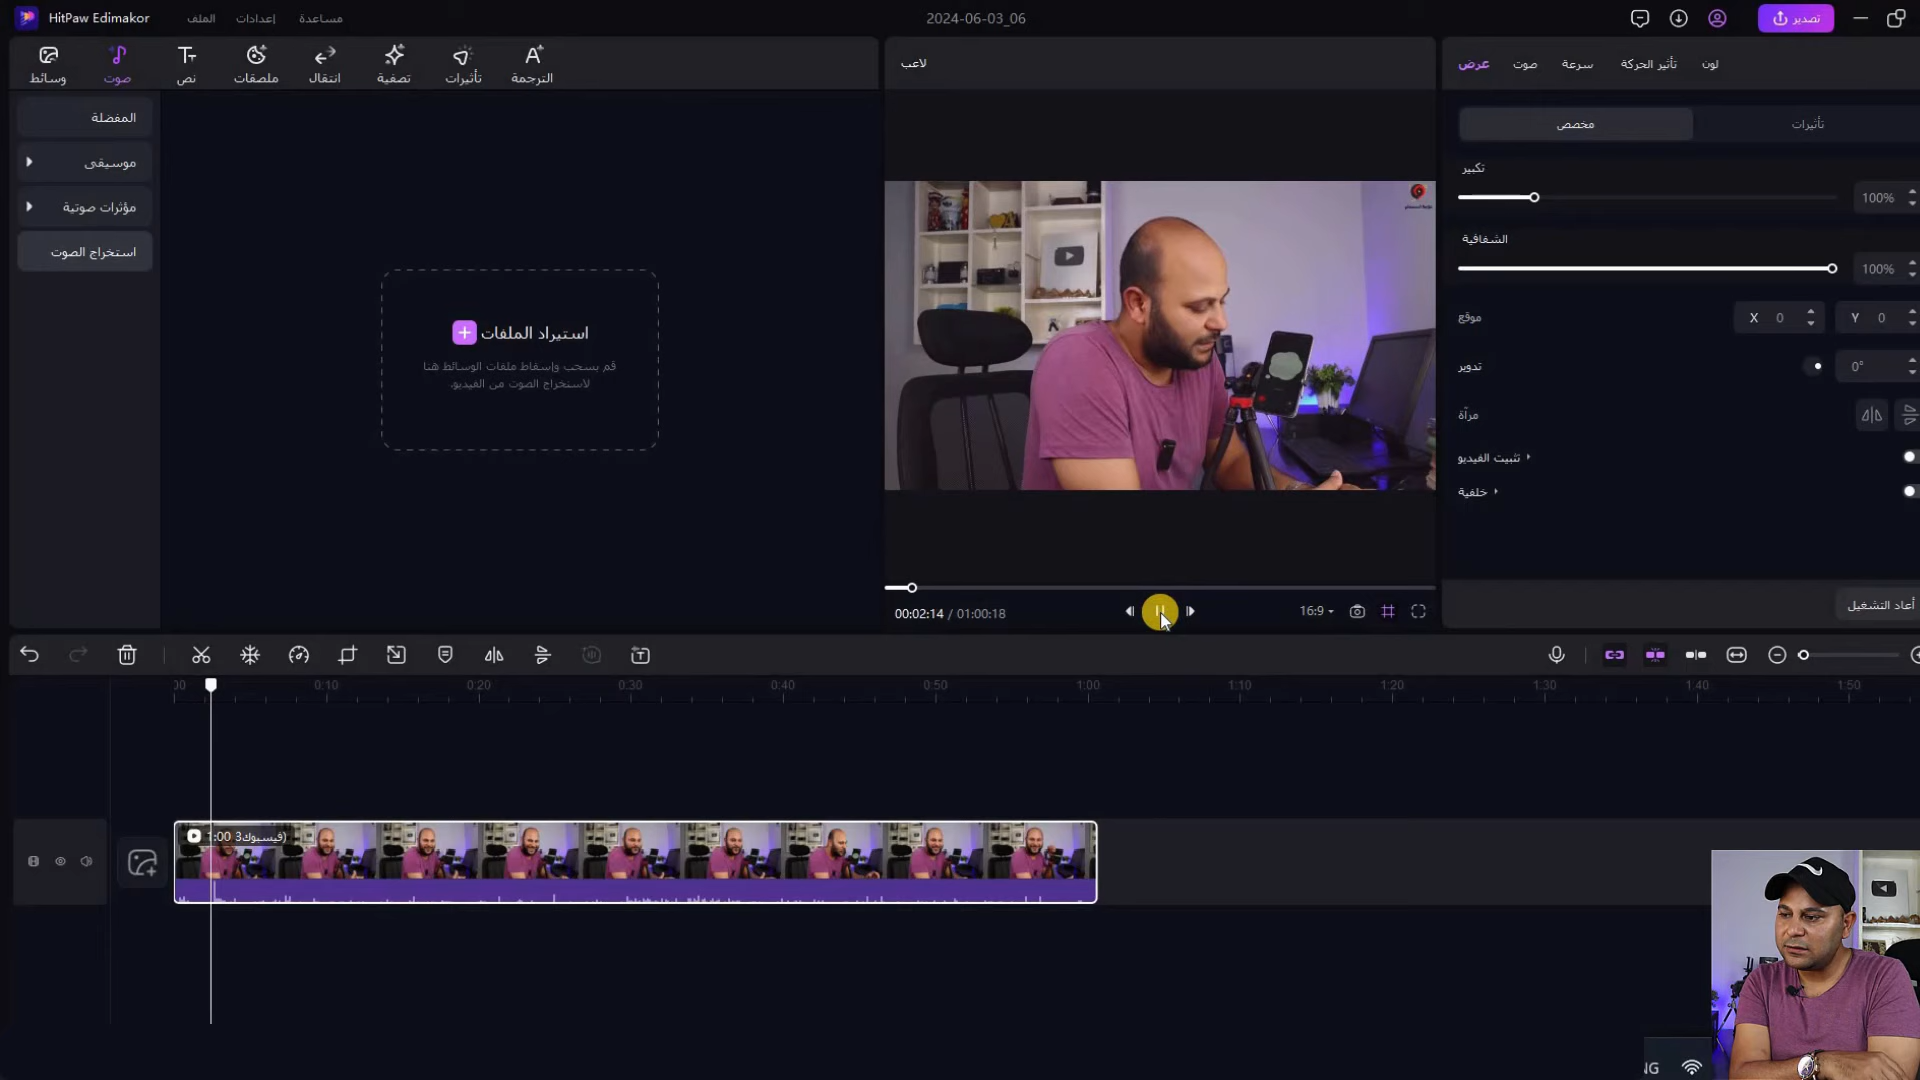 HitPaw Edimakor
الملف
إعدادات
مساعدة
2024-06-03_06
تصدير
وسائط
صوت
نص
ملصقات
انتقال
تصفية
تأثيرات
الترجمة
المفضلة
موسيقى
مؤثرات صوتية
استخراج الصوت
استيراد الملفات
قم بسحب وإسقاط ملفات الوسائط هنا
لاستخراج الصوت من الفيديو.
لاعب
00:02:14 / 01:00:18
16:9
عرض
صوت
سرعة
تأثير الحركة
لون
مخصص
تأثيرات
تكبير
100%
الشفافية
100%
موقع
X 0
Y 0
تدوير
0°
مرآة
تثبيت الفيديو
خلفية
أعاد التشغيل
0:10
0:20
0:30
0:40
0:50
1:00
1:10
1:20
1:30
1:40
1:50
1:00 فيسبوك3)
NG